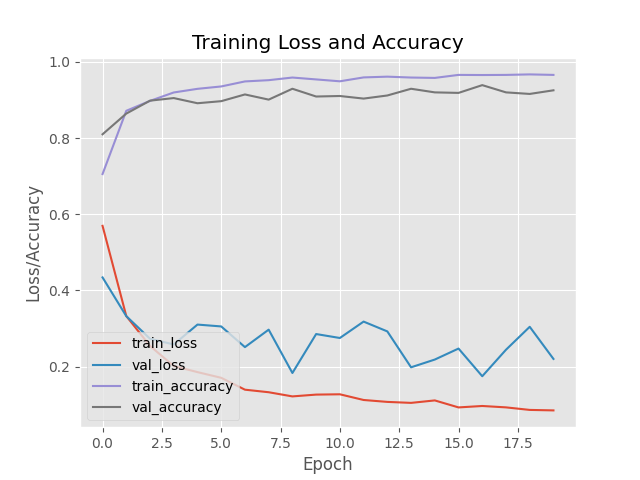 Training Loss and Accuracy
1.0
0.8
0.6
0.4
0.2
Loss/Accuracy
train_loss
val_loss
train_accuracy
val_accuracy
0.0 2.5 5.0 7.5 10.0 12.5 15.0 17.5
Epoch